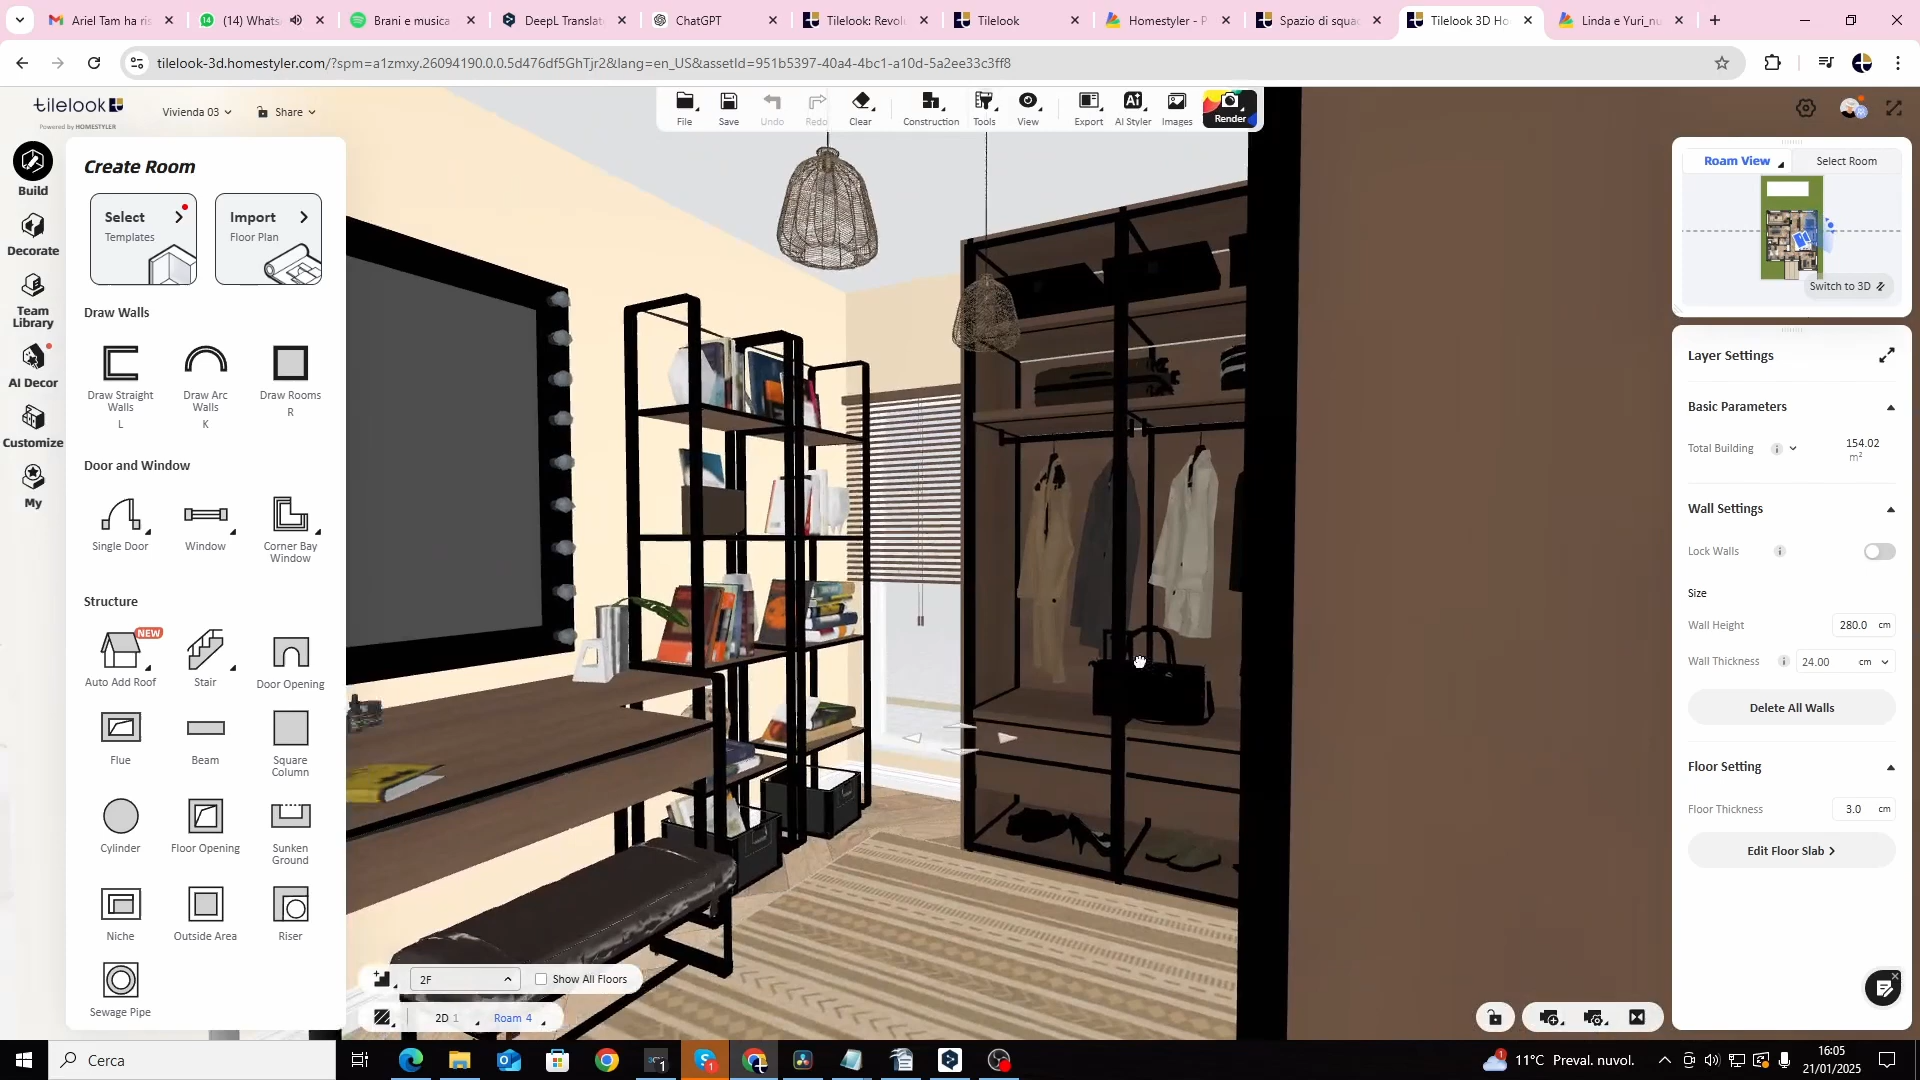 Ariel Tam ha ris
(14) Whats
Brani e musica
DeepL Translat
ChatGPT
Tilelook: Revol
Tilelook
Homestyler - P
Spazio di squa
Tilelook 3D Ho
Linda e Yuri_nu
tilelook-3d.homestyler.com/?spm=a1zmxy.26094190.0.0.5d476df5GhTjr2&lang=en_US&assetId=951b5397-40a4-4bc1-a10d-5a2ee33c3ff8
tilelook
Powered by HOMESTYLER
Vivienda 03
Share
File
Save
Undo
Redo
Clear
Construction
Tools
View
Export
AI Styler
Images
Render
Build
Decorate
Team
Library
AI Decor
Customize
My
Create Room
Select
Templates
Import
Floor Plan
Draw Walls
Draw Straight
Walls
L
Draw Arc
Walls
K
Draw Rooms
R
Door and Window
Single Door
Window
Corner Bay
Window
Structure
NEW
Auto Add Roof
Stair
Door Opening
Flue
Beam
Square
Column
Cylinder
Floor Opening
Sunken
Ground
Niche
Outside Area
Riser
Sewage Pipe
2F
Show All Floors
2D 1
Roam 4
Roam View
Select Room
Switch to 3D
Layer Settings
Basic Parameters
Total Building
154.02
m²
Wall Settings
Lock Walls
Size
Wall Height
280.0 cm
Wall Thickness
24.00 cm
Delete All Walls
Floor Setting
Floor Thickness
3.0 cm
Edit Floor Slab
Cerca
11°C Preval. nuvol.
16:05
21/01/2025